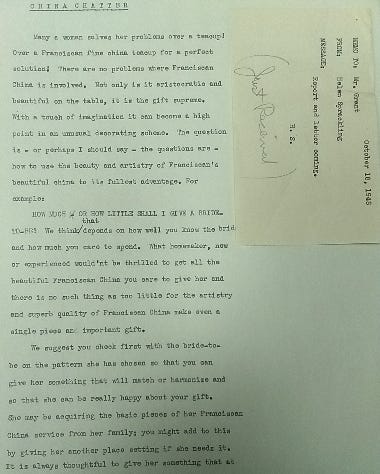 CHINA CHATTER
Many a woman solves her problems over a teacup!
Over a Franciscan fine china teacup for a perfect
solution! There are no problems where Franciscan
China is involved. Not only is it aristocratic and
beautiful on the table, it is the gift supreme.
With a touch of imagination it can become a high
point in an unusual decorating scheme. The question
is - or perhaps I should say - the questions are -
how to use the beauty and artistry of Franciscan's
beautiful china to its fullest advantage. For
example:
HOW MUCH OR HOW LITTLE SHALL I GIVE A BRIDE-
that
TO-BE? We think depends on how well you know the brid
and how much you care to spend. What homemaker, new
or experienced would'nt be thrilled to get all the
beautiful Franciscan China you care to give her and
there is no such thing as too little for the artistry
and superb quality of Franciscan China make even a
single piece and important gift.
We suggest you check first with the bride-to-
be on the pattern she has chosen so that you can
give her something that will match or harmonize and
so that she can be really happy about your gift.
She may be acquiring the basic pieces of her Franciscan
China service from her family; you might add to this
by giving her another place setting if she needs it.
It is always thoughtful to give her something that
October 18, 1948
MEMO TO: Mr. Grant
FROM: Helen Sprackling
MESSAGE:
Report and letter coming.
H. S.
(Just Received)